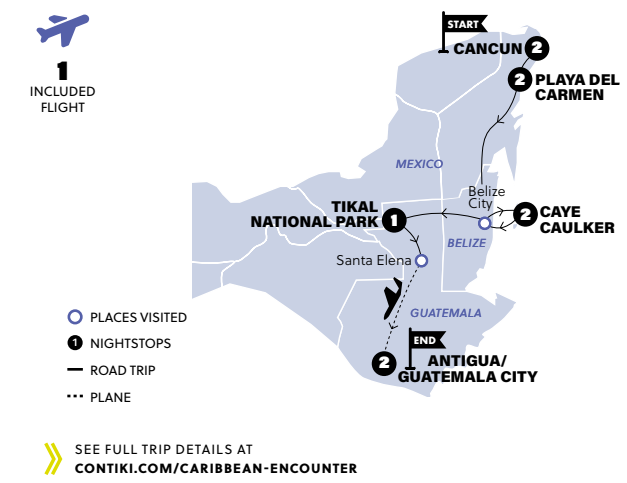 1
INCLUDED
FLIGHT
START
CANCUN 2
2 PLAYA DEL
CARMEN
MEXICO
Belize
City
2 CAYE
CAULKER
TIKAL
NATIONAL PARK 1
BELIZE
Santa Elena
GUATEMALA
END
2 ANTIGUA/
GUATEMALA CITY
PLACES VISITED
1 NIGHTSTOPS
ROAD TRIP
PLANE
SEE FULL TRIP DETAILS AT
CONTIKI.COM/CARIBBEAN-ENCOUNTER